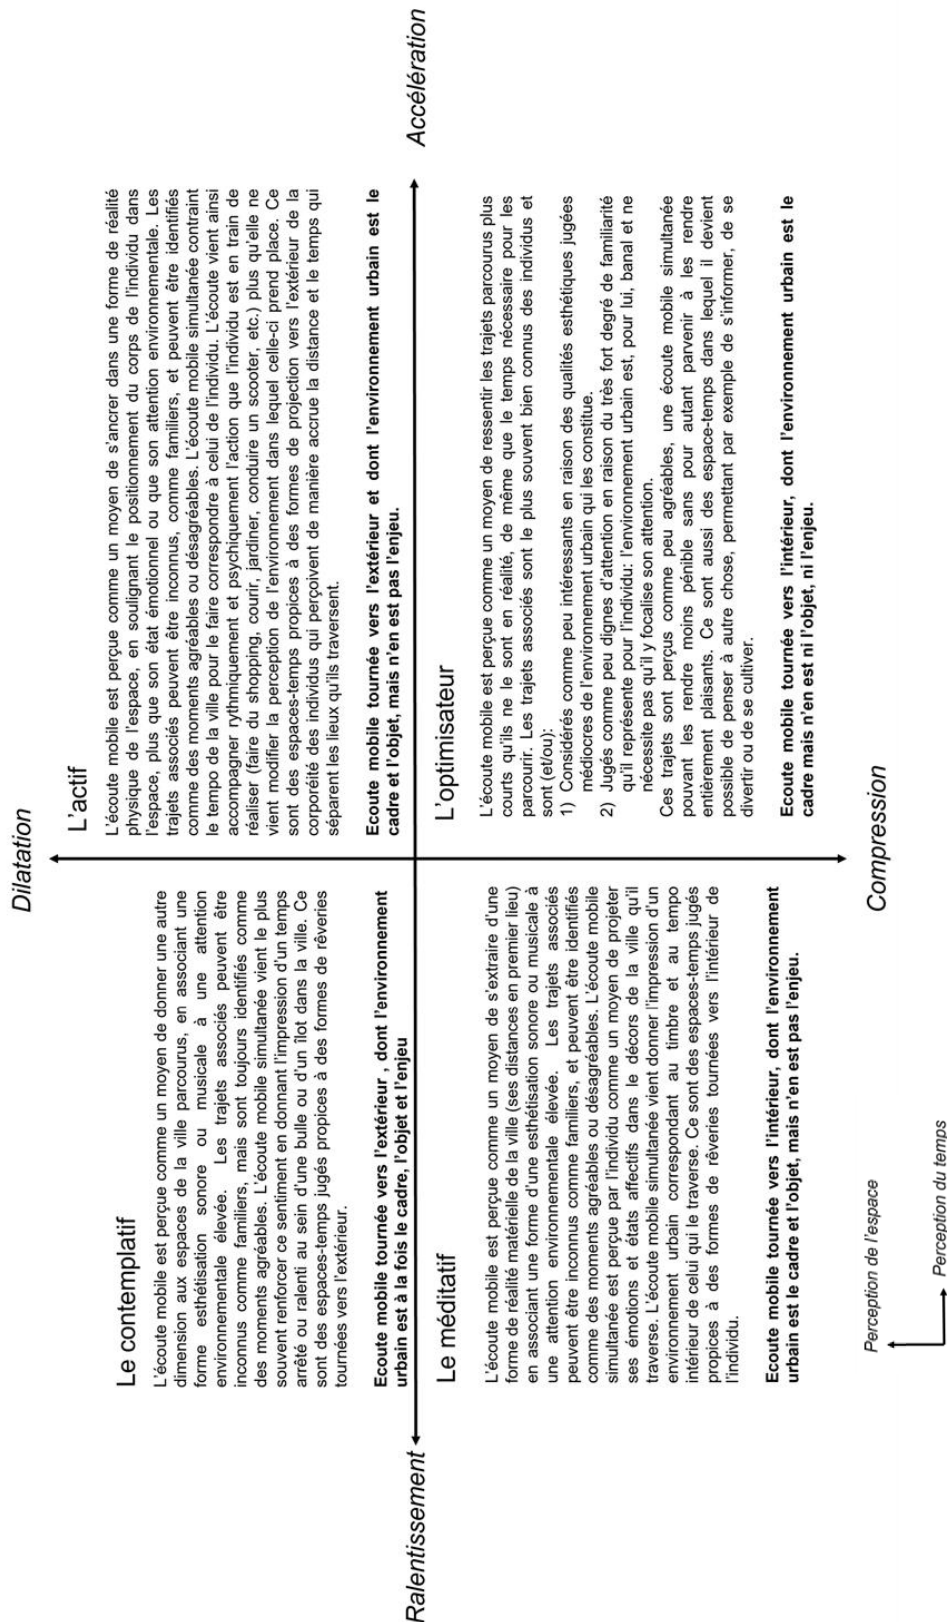 Dilatation
Le contemplatif
L'écoute mobile est perçue comme un moyen de donner une autre
dimension aux espaces de la ville parcourus, en associant une
forme esthétisation sonore ou musicale à une attention
environnementale élevée. Les trajets associés peuvent être
inconnus comme familiers, mais sont toujours identifiés comme
des moments agréables. L'écoute mobile simultanée vient le plus
souvent renforcer ce sentiment en donnant l'impression d'un temps
arrêté ou ralenti au sein d'une bulle ou d'un îlot dans la ville. Ce
sont des espaces-temps jugés propices à des formes de rêveries
tournées vers l'extérieur.
Ecoute mobile tournée vers l'extérieur , dont l'environnement
urbain est à la fois le cadre, l'objet et l'enjeu
L'actif
L'écoute mobile est perçue comme un moyen de s'ancrer dans une forme de réalité
physique de l'espace, en soulignant le positionnement du corps de l'individu dans
l'espace, plus que son état émotionnel ou que son attention environnementale. Les
trajets associés peuvent être inconnus, comme familiers, et peuvent être identifiés
comme des moments agréables ou désagréables. L'écoute mobile simultanée contraint
le tempo de la ville pour le faire correspondre à celui de l'individu. L'écoute vient ainsi
accompagner rythmiquement et psychiquement l'action que l'individu est en train de
réaliser (faire du shopping, courir, jardiner, conduire un scooter, etc.) plus qu'elle ne
vient modifier la perception de l'environnement dans lequel celle-ci prend place. Ce
sont des espaces-temps propices à des formes de projection vers l'extérieur de la
corporéité des individus qui perçoivent de manière accrue la distance et le temps qui
séparent les lieux qu'ils traversent.
Ecoute mobile tournée vers l'extérieur et dont l'environnement urbain est le
cadre et l'objet, mais n'en est pas l'enjeu.
Ralentissement
Accélération
Le méditatif
L'écoute mobile est perçue comme un moyen de s'extraire d'une
forme de réalité matérielle de la ville (ses distances en premier lieu)
en associant une forme d'une esthétisation sonore ou musicale à
une attention environnementale élevée. Les trajets associés
peuvent être inconnus comme familiers, et peuvent être identifiés
comme des moments agréables ou désagréables. L'écoute mobile
simultanée est perçue par l'individu comme un moyen de projeter
ses émotions et états affectifs dans le décors de la ville qu'il
traverse. L'écoute mobile simultanée vient donner l'impression d'un
environnement urbain correspondant au timbre et au tempo
intérieur de celui qui le traverse. Ce sont des espaces-temps jugés
propices à des formes de rêveries tournées vers l'intérieur de
l'individu.
Ecoute mobile tournée vers l'intérieur, dont l'environnement
urbain est le cadre et l'objet, mais n'en est pas l'enjeu.
L'optimisateur
L'écoute mobile est perçue comme un moyen de ressentir les trajets parcourus plus
courts qu'ils ne le sont en réalité, de même que le temps nécessaire pour les
parcourir. Les trajets associés sont le plus souvent bien connus des individus et
sont (et/ou):
1) Considérés comme peu intéressants en raison des qualités esthétiques jugées
médiocres de l'environnement urbain qui les constitue.
2) Jugés comme peu dignes d'attention en raison du très fort degré de familiarité
qu'il représente pour l'individu: l'environnement urbain est, pour lui, banal et ne
nécessite pas qu'il y focalise son attention.
Ces trajets sont perçus comme peu agréables, une écoute mobile simultanée
pouvant les rendre moins pénible sans pour autant parvenir à les rendre
entièrement plaisants. Ce sont aussi des espace-temps dans lequel il devient
possible de penser à autre chose, permettant par exemple de s'informer, de se
divertir ou de se cultiver.
Ecoute mobile tournée vers l'intérieur, dont l'environnement urbain est le
cadre mais n'en est ni l'objet, ni l'enjeu.
Compression
Perception de l'espace
Perception du temps